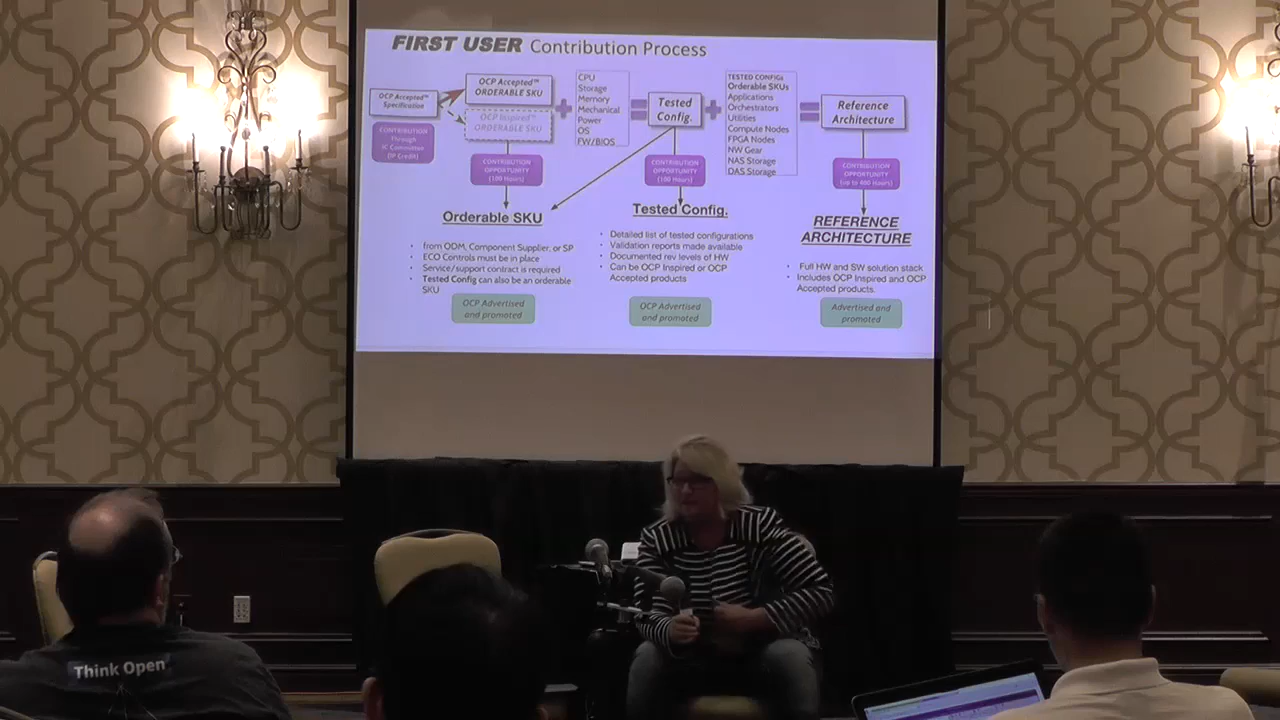 FIRST USER Contribution Process
OCP Accepted™
Specification
CONTRIBUTION
Through
IC Committee
(IP Credit)
OCP Accepted™
ORDERABLE SKU
OCP Inspired™
ORDERABLE SKU
CONTRIBUTION
OPPORTUNITY
(100 Hours)
+
CPU
Storage
Memory
Mechanical
Power
OS
FW/BIOS
=
Tested
Config.
CONTRIBUTION
OPPORTUNITY
(100 Hours)
+
TESTED CONFIGs
Orderable SKUs
Applications
Orchestrators
Utilities
Compute Nodes
FPGA Nodes
NW Gear
NAS Storage
DAS Storage
=
Reference
Architecture
CONTRIBUTION
OPPORTUNITY
(up to 400 Hours)
Orderable SKU
• from ODM, Component Supplier, or SP
• ECO Controls must be in place
• Service/support contract is required
• Tested Config can also be an orderable
SKU
OCP Advertised
and promoted
Tested Config.
• Detailed list of tested configurations
• Validation reports made available
• Documented rev levels of HW
• Can be OCP Inspired or OCP
Accepted products
OCP Advertised
and promoted
REFERENCE
ARCHITECTURE
• Full HW and SW solution stack
• Includes OCP Inspired and OCP
Accepted products.
Advertised and
promoted
Think Open